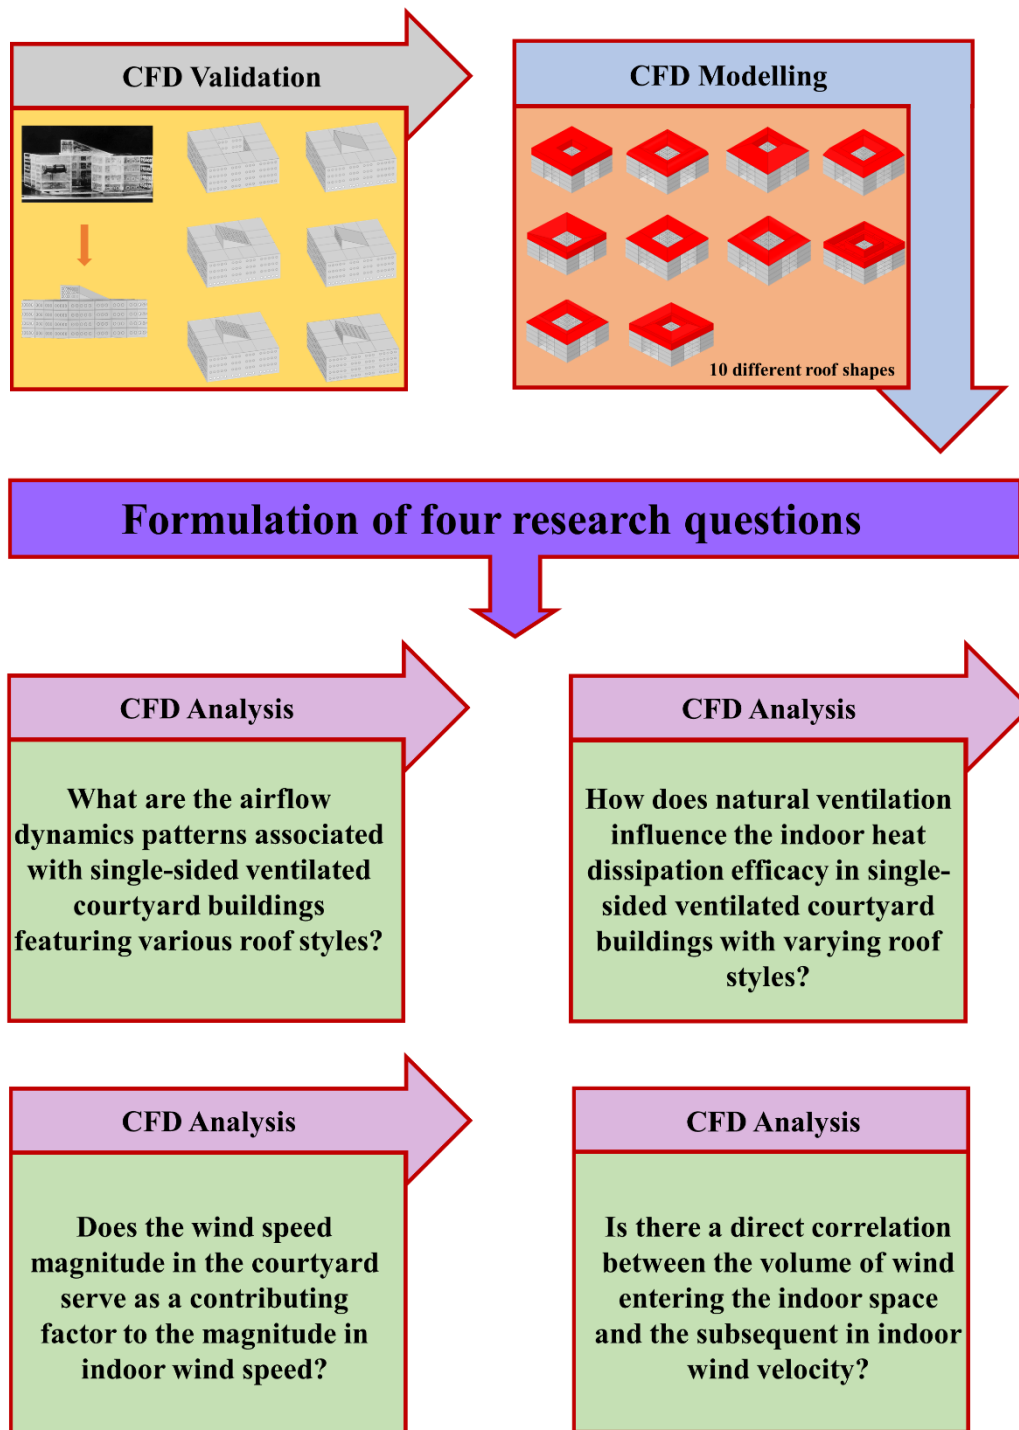 CFD Validation
CFD Modelling
10 different roof shapes
Formulation of four research questions
CFD Analysis
What are the airflow
dynamics patterns associated
with single-sided ventilated
courtyard buildings
featuring various roof styles?
CFD Analysis
How does natural ventilation
influence the indoor heat
dissipation efficacy in single-
sided ventilated courtyard
buildings with varying roof
styles?
CFD Analysis
Does the wind speed
magnitude in the courtyard
serve as a contributing
factor to the magnitude in
indoor wind speed?
CFD Analysis
Is there a direct correlation
between the volume of wind
entering the indoor space
and the subsequent in indoor
wind velocity?